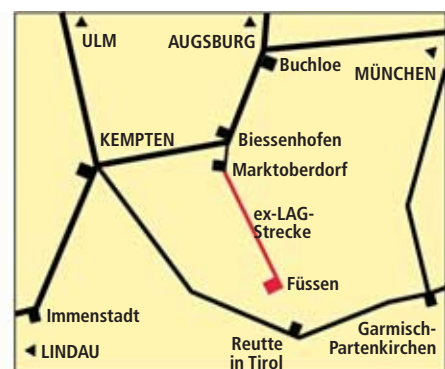 ULM
AUGSBURG
Buchloe
MÜNCHEN
KEMPTEN
Biessenhofen
Marktoberdorf
ex-LAG-
Strecke
Füssen
Immenstadt
LINDAU
Reutte
in Tirol
Garmisch-
Partenkirchen